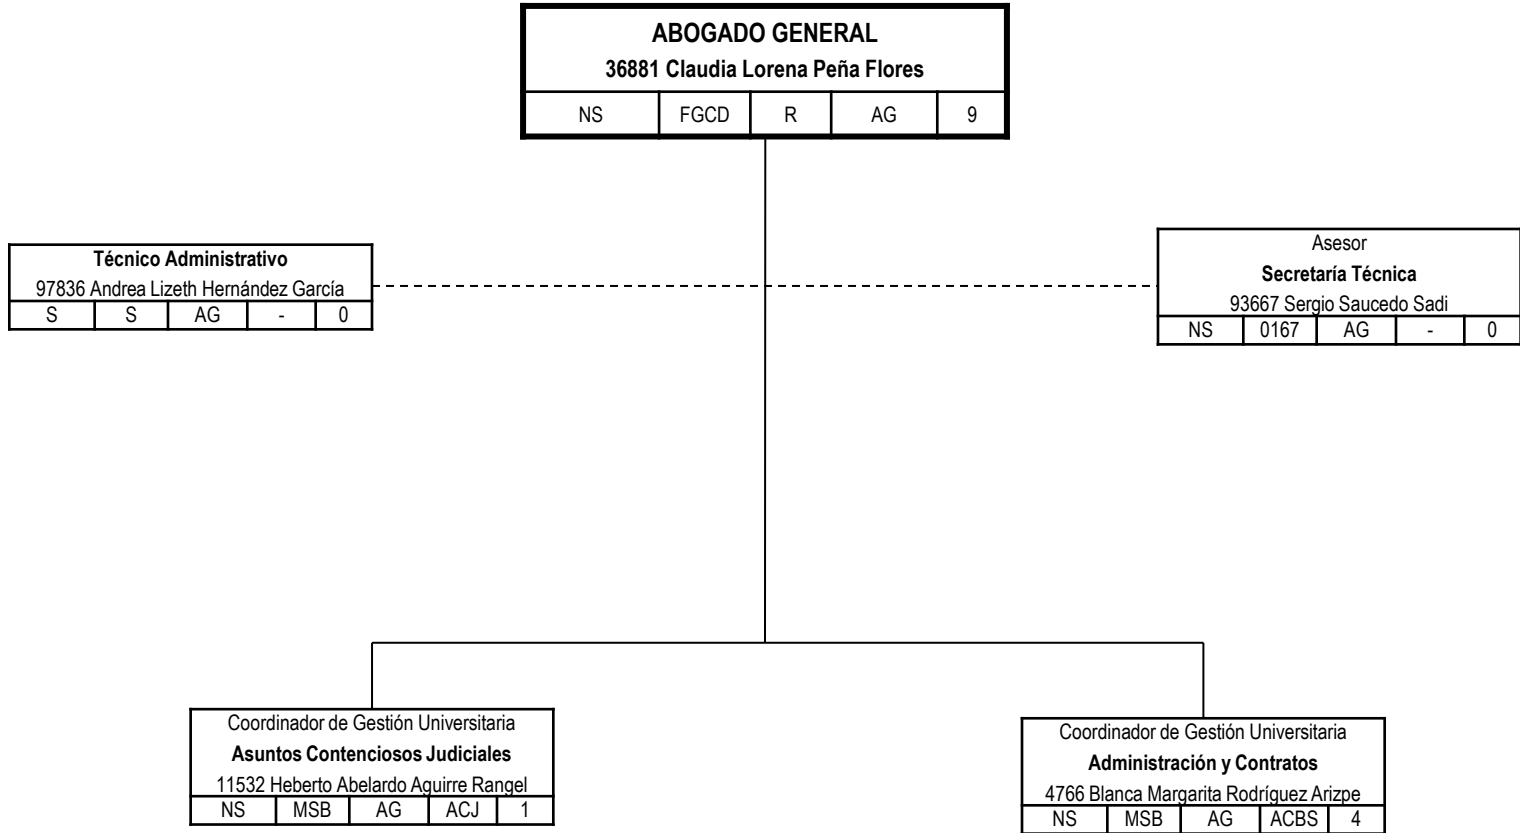 ABOGADO GENERAL
36881 Claudia Lorena Peña Flores
NS FGCD R AG 9
Técnico Administrativo
97836 Andrea Lizeth Hernández García
S S AG - 0
Asesor
Secretaría Técnica
93667 Sergio Saucedo Sadi
NS 0167 AG - 0
Coordinador de Gestión Universitaria
Asuntos Contenciosos Judiciales
11532 Heberto Abelardo Aguirre Rangel
NS MSB AG ACJ 1
Coordinador de Gestión Universitaria
Administración y Contratos
4766 Blanca Margarita Rodríguez Arizpe
NS MSB AG ACBS 4